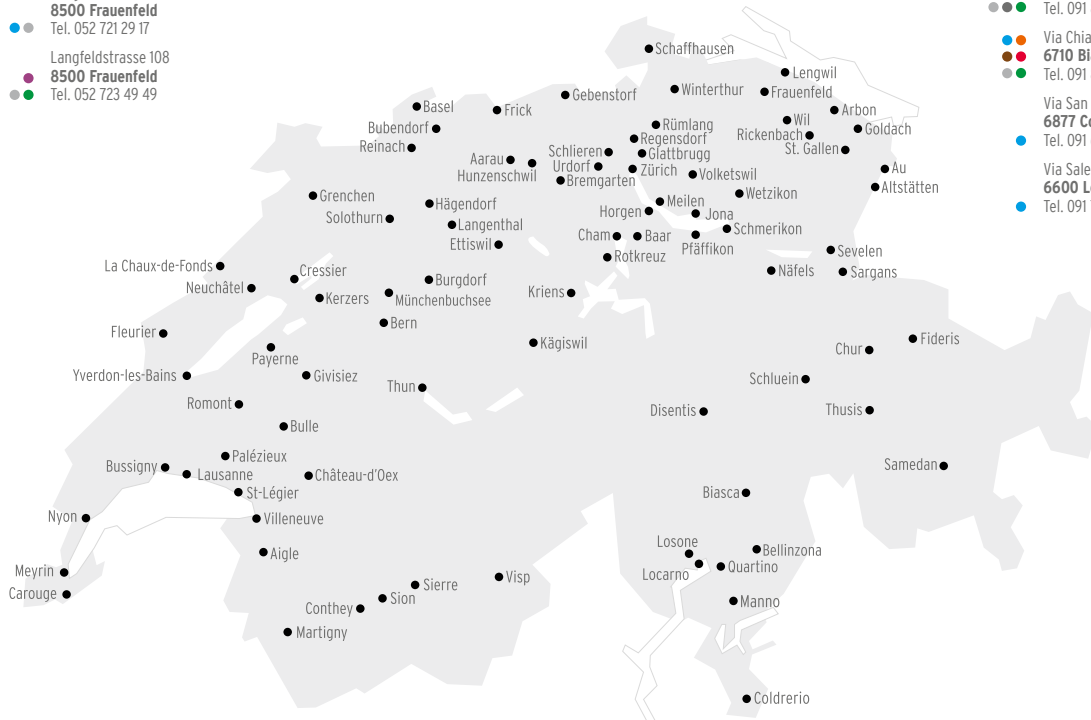 8500 Frauenfeld
Tel. 052 721 29 17
Langfeldstrasse 108
8500 Frauenfeld
Tel. 052 723 49 49
Tel. 091
Via Chia
6710 Bi
Tel. 091
Via San
6877 Co
Tel. 091
Via Sale
6600 L
Tel. 091
Schaffhausen
Lengwil
Winterthur
Frauenfeld
Gebenstorf
Basel
Frick
Arbon
Bubendorf
Rümlang
Wil
Goldach
Rickenbach
Regensdorf
Reinach
Schlieren
Glattbrugg
St. Gallen
Aarau
Hunzenschwil
Urdorf
Zürich
Au
Bremgarten
Volketswil
Altstätten
Grenchen
Wetzikon
Hägendorf
Meilen
Solothurn
Horgen
Jona
Langenthal
Schmerikon
Cham
Baar
Ettiswil
Pfäffikon
Sevelen
Rotkreuz
La Chaux-de-Fonds
Cressier
Näfels
Sargans
Neuchâtel
Burgdorf
Kerzers
Münchenbuchsee
Kriens
Bern
Fleurier
Fideris
Kägiswil
Payerne
Chur
Yverdon-les-Bains
Givisiez
Schluein
Thun
Romont
Disentis
Thusis
Bulle
Palézieux
Bussigny
Samedan
Lausanne
Château-d'Oex
St-Légier
Biasca
Nyon
Villeneuve
Losone
Bellinzona
Aigle
Locarno
Quartino
Meyrin
Visp
Sierre
Carouge
Sion
Manno
Conthey
Martigny
Coldrerio